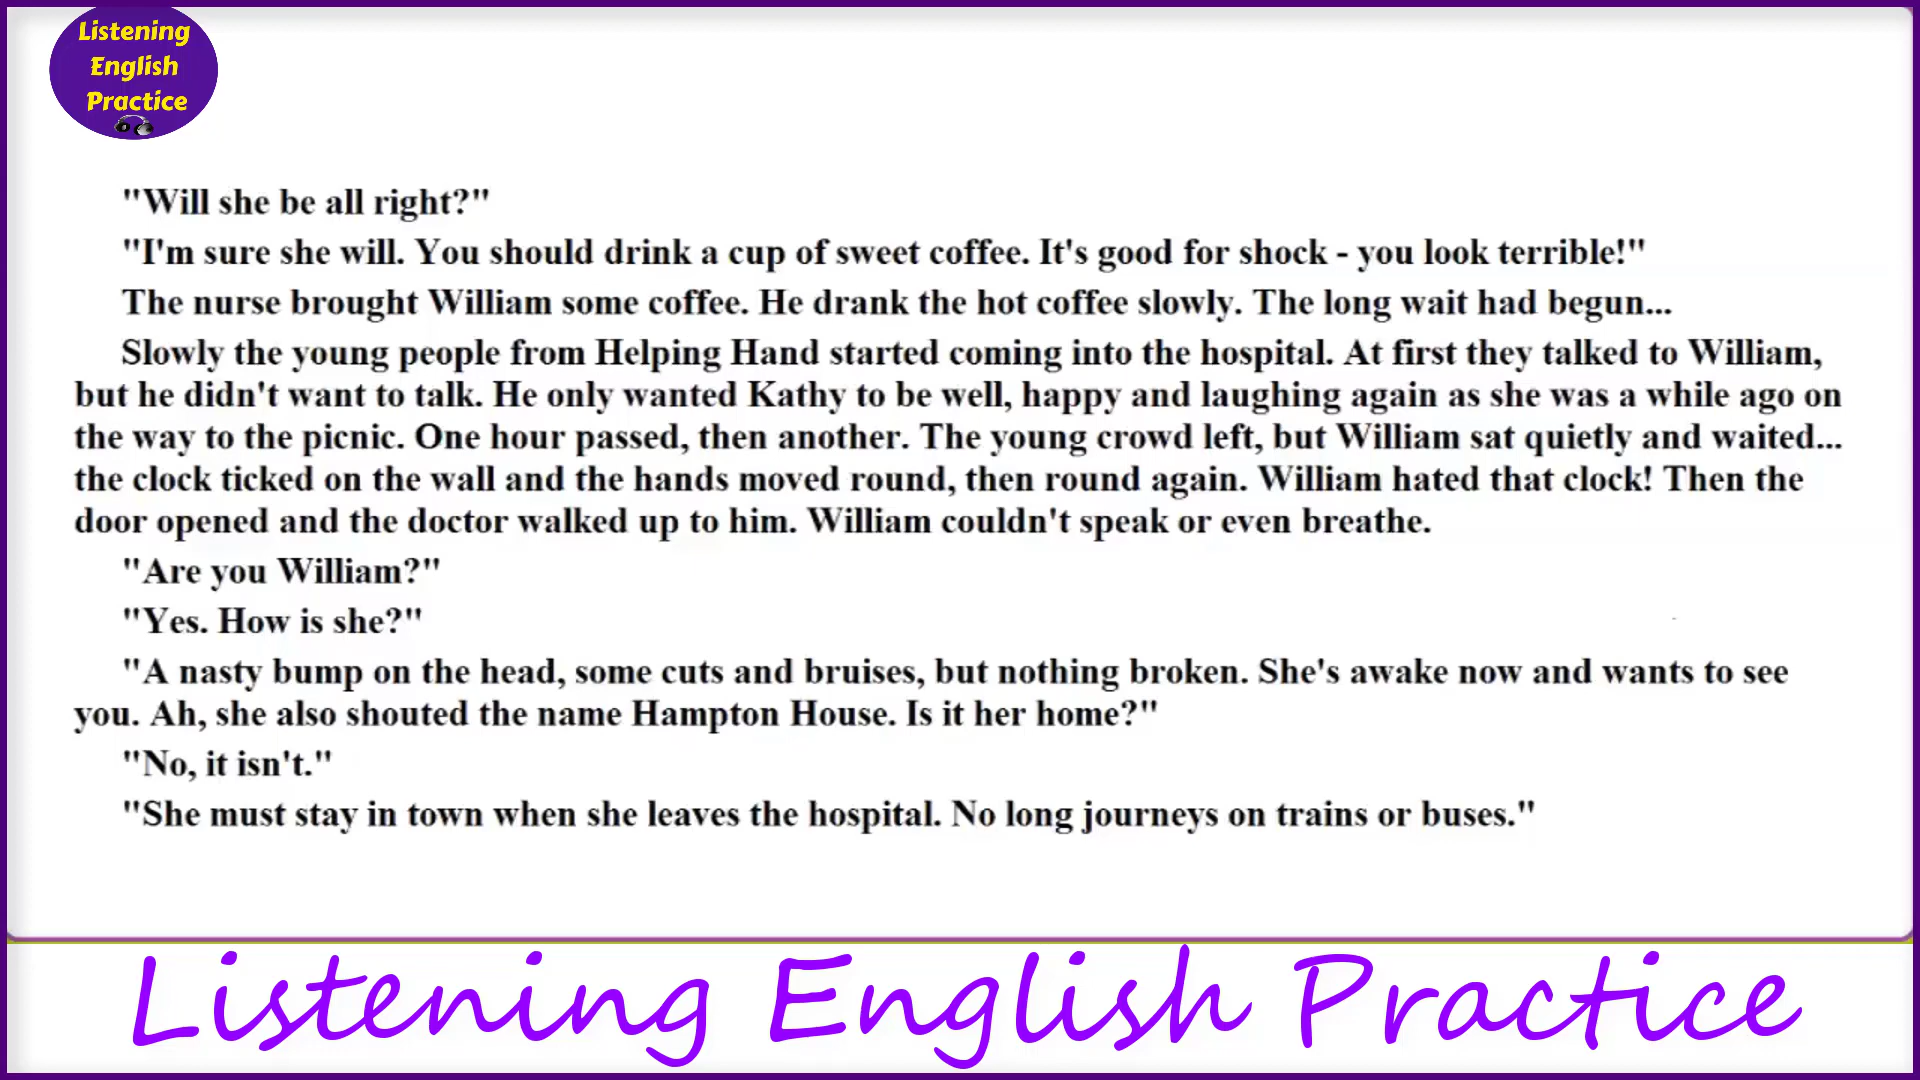 Listening
English
Practice
"Will she be all right?"
"I'm sure she will. You should drink a cup of sweet coffee. It's good for shock - you look terrible!"
The nurse brought William some coffee. He drank the hot coffee slowly. The long wait had begun...
Slowly the young people from Helping Hand started coming into the hospital. At first they talked to William,
but he didn't want to talk. He only wanted Kathy to be well, happy and laughing again as she was a while ago on
the way to the picnic. One hour passed, then another. The young crowd left, but William sat quietly and waited...
the clock ticked on the wall and the hands moved round, then round again. William hated that clock! Then the
door opened and the doctor walked up to him. William couldn't speak or even breathe.
"Are you William?"
"Yes. How is she?"
"A nasty bump on the head, some cuts and bruises, but nothing broken. She's awake now and wants to see
you. Ah, she also shouted the name Hampton House. Is it her home?"
"No, it isn't."
"She must stay in town when she leaves the hospital. No long journeys on trains or buses."
Listening English Practice